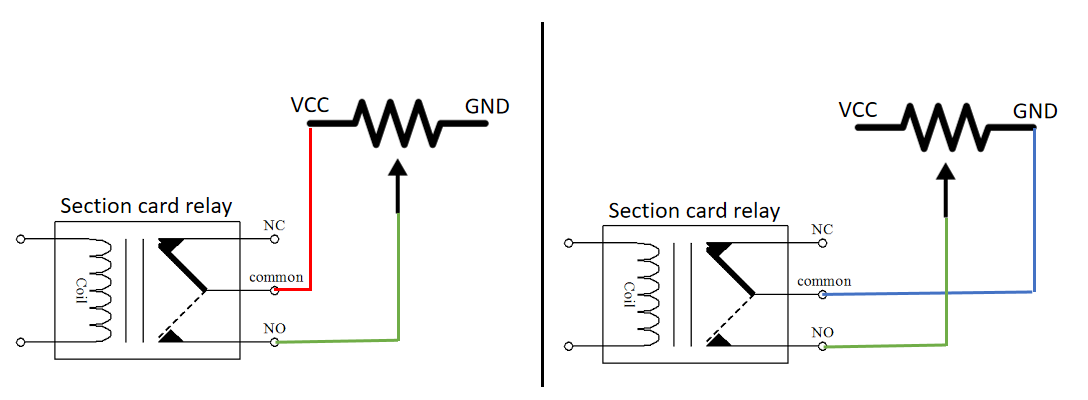 VCC
GND
Section card relay
NC
common
Coil
NO
VCC
GND
Section card relay
NC
common
Coil
NO